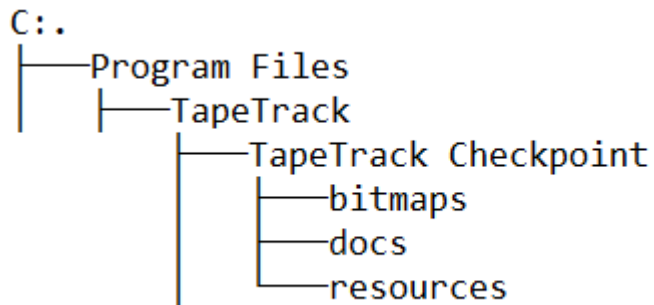 C:.
├───Program Files
│   ├───TapeTrack
│   │   ├───TapeTrack Checkpoint
│   │   │   ├───bitmaps
│   │   │   ├───docs
│   │   │   └───resources